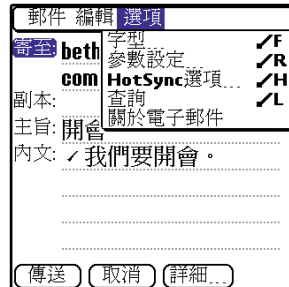 郵件 編輯 選項
字型... ✓F
參數設定... ✓R
HotSync選項... ✓H
查詢 ✓L
關於電子郵件
寄至: beth
com
副本:
主旨: 開會
內文: ✓我們要開會。
傳送 取消 詳細...